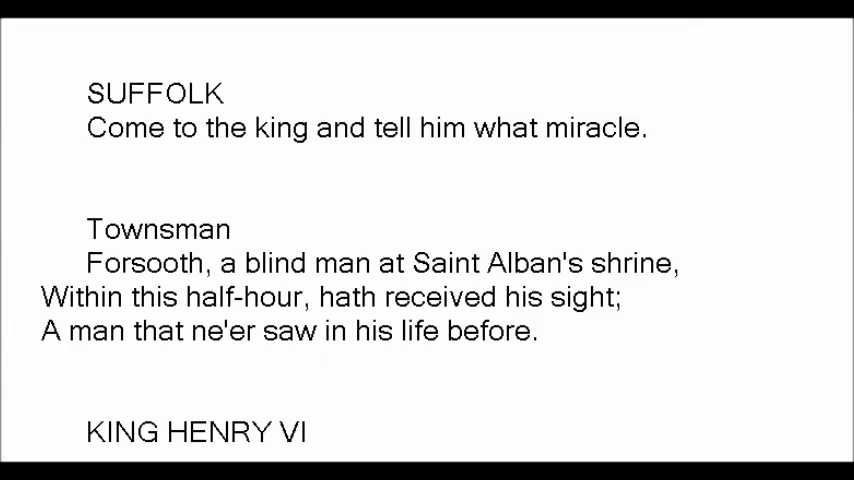 SUFFOLK
Come to the king and tell him what miracle.
Townsman
Forsooth, a blind man at Saint Alban's shrine,
Within this half-hour, hath received his sight;
A man that ne'er saw in his life before.
KING HENRY VI